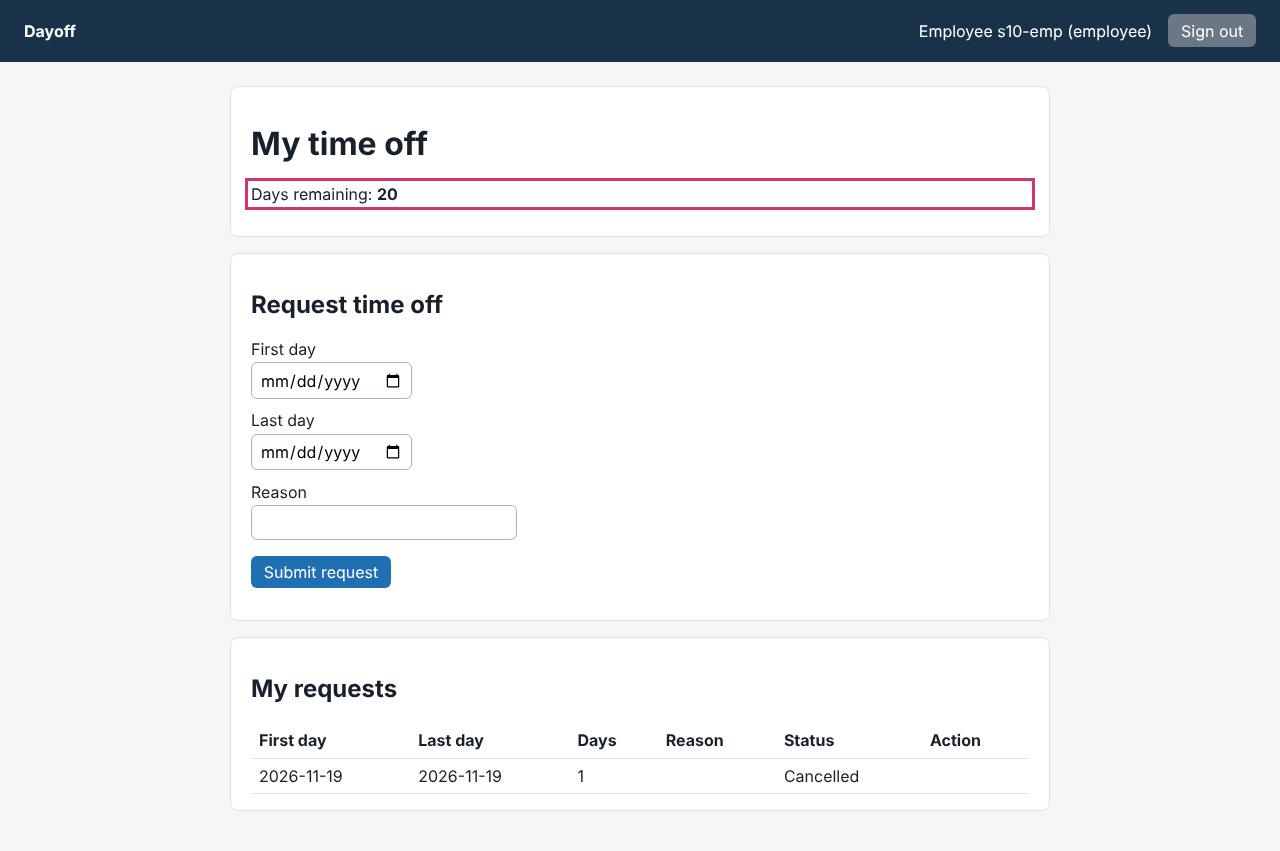 Dayoff
Employee s10-emp (employee) Sign out
My time off
Days remaining: 20
Request time off
First day
mm/dd/yyyy
Last day
mm/dd/yyyy
Reason
Submit request
My requests
First day Last day Days Reason Status Action
2026-11-19 2026-11-19 1 Cancelled